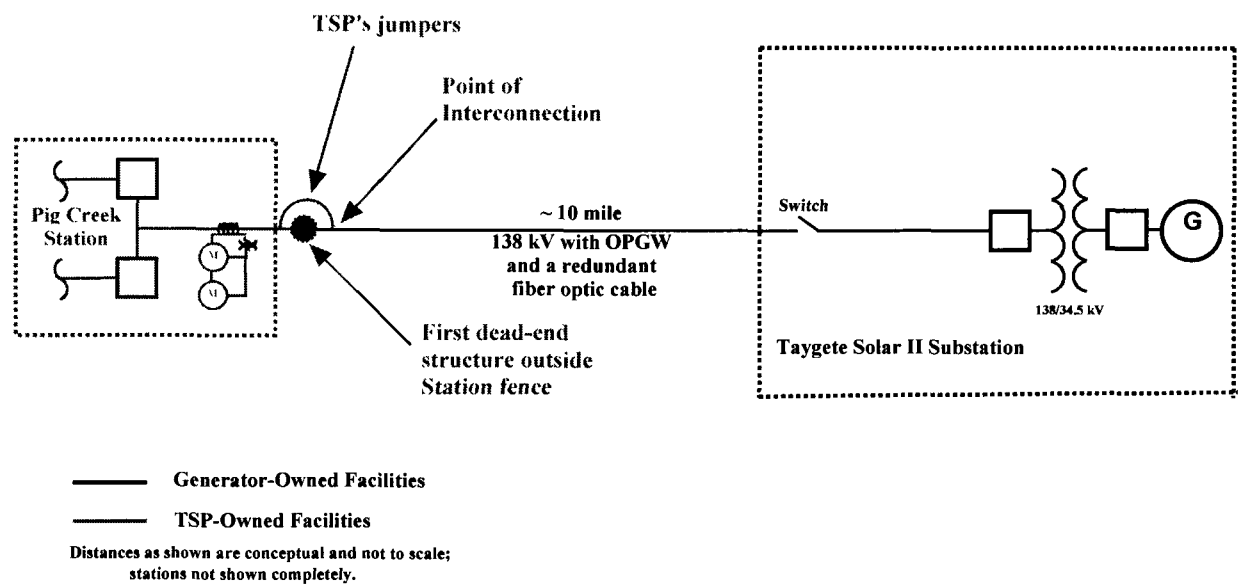 TSP's jumpers
Point of
Interconnection
Pig Creek
Station
M
M
~ 10 mile
138 kV with OPGW
and a redundant
fiber optic cable
First dead-end
structure outside
Station fence
Switch
G
138/34.5 kV
Taygete Solar II Substation
Generator-Owned Facilities
TSP-Owned Facilities
Distances as shown are conceptual and not to scale;
stations not shown completely.